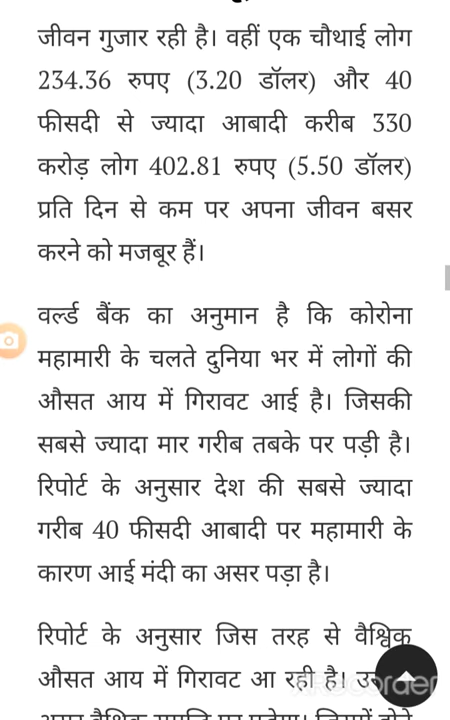 जीवन गुजार रही है। वहीं एक चौथाई लोग
234.36 रुपए (3.20 डॉलर) और 40
फीसदी से ज्यादा आबादी करीब 330
करोड़ लोग 402.81 रुपए (5.50 डॉलर)
प्रति दिन से कम पर अपना जीवन बसर
करने को मजबूर हैं।
वर्ल्ड बैंक का अनुमान है कि कोरोना
महामारी के चलते दुनिया भर में लोगों की
औसत आय में गिरावट आई है। जिसकी
सबसे ज्यादा मार गरीब तबके पर पड़ी है।
रिपोर्ट के अनुसार देश की सबसे ज्यादा
गरीब 40 फीसदी आबादी पर महामारी के
कारण आई मंदी का असर पड़ा है।
रिपोर्ट के अनुसार जिस तरह से वैश्विक
औसत आय में गिरावट आ रही है।